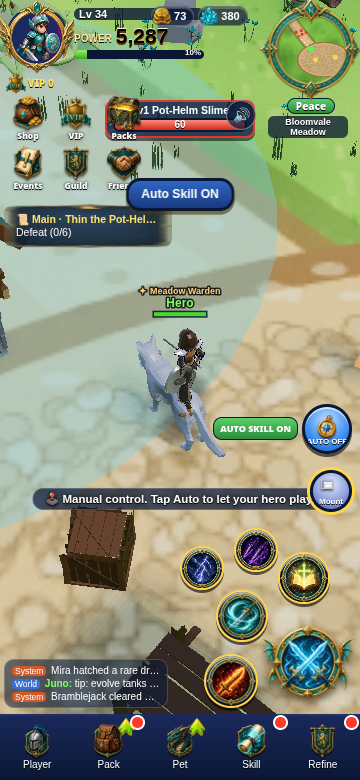 Lv 34
73
380
POWER 5,287
10%
VIP 0
Peace
Bloomvale
Meadow
v1 Pot-Helm Slime
60
Shop
VIP
Packs
Events
Guild
Auto Skill ON
Main · Thin the Pot-Hel…
Defeat (0/6)
Meadow Warden
Hero
AUTO SKILL ON
AUTO OFF
Mount
Manual control. Tap Auto to let your hero play
System Mira hatched a rare dr…
World Juno: tip: evolve tanks …
System Bramblejack cleared …
Player
Pack
Pet
Skill
Refine